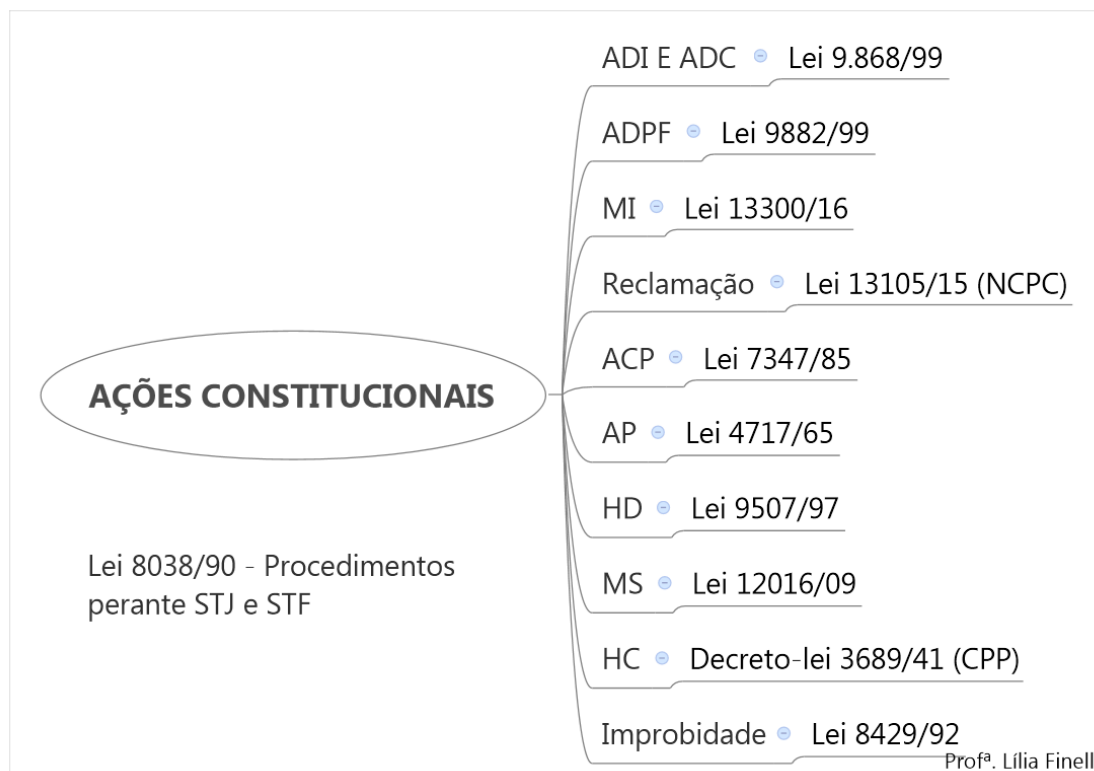 ADI E ADC Lei 9.868/99
ADPF Lei 9882/99
MI Lei 13300/16
Reclamação Lei 13105/15 (NCPC)
ACP Lei 7347/85
AÇÕES CONSTITUCIONAIS
AP Lei 4717/65
HD Lei 9507/97
Lei 8038/90 - Procedimentos
perante STJ e STF
MS Lei 12016/09
HC Decreto-lei 3689/41 (CPP)
Improbidade Lei 8429/92
Profª. Lília Finell